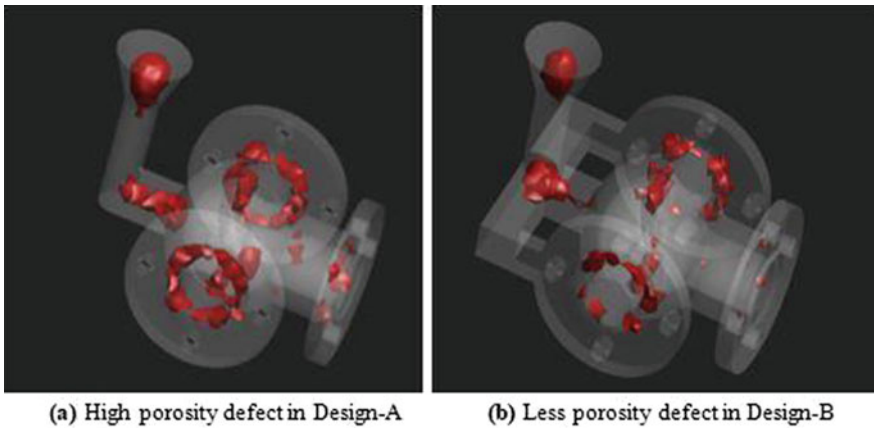 (a) High porosity defect in Design-A
(b) Less porosity defect in Design-B